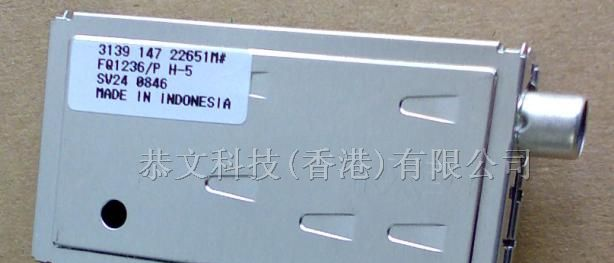 3139 147 22651M#
FQ1236/P H-5
SV24 0846
MADE IN INDONESIA
恭文科技(香港)有限公司